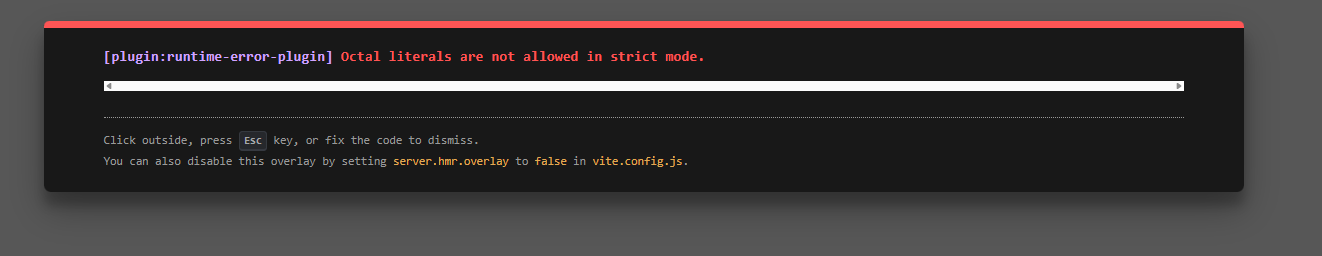 [plugin:runtime-error-plugin] Octal literals are not allowed in strict mode.
Click outside, press Esc key, or fix the code to dismiss.
You can also disable this overlay by setting server.hmr.overlay to false in vite.config.js.